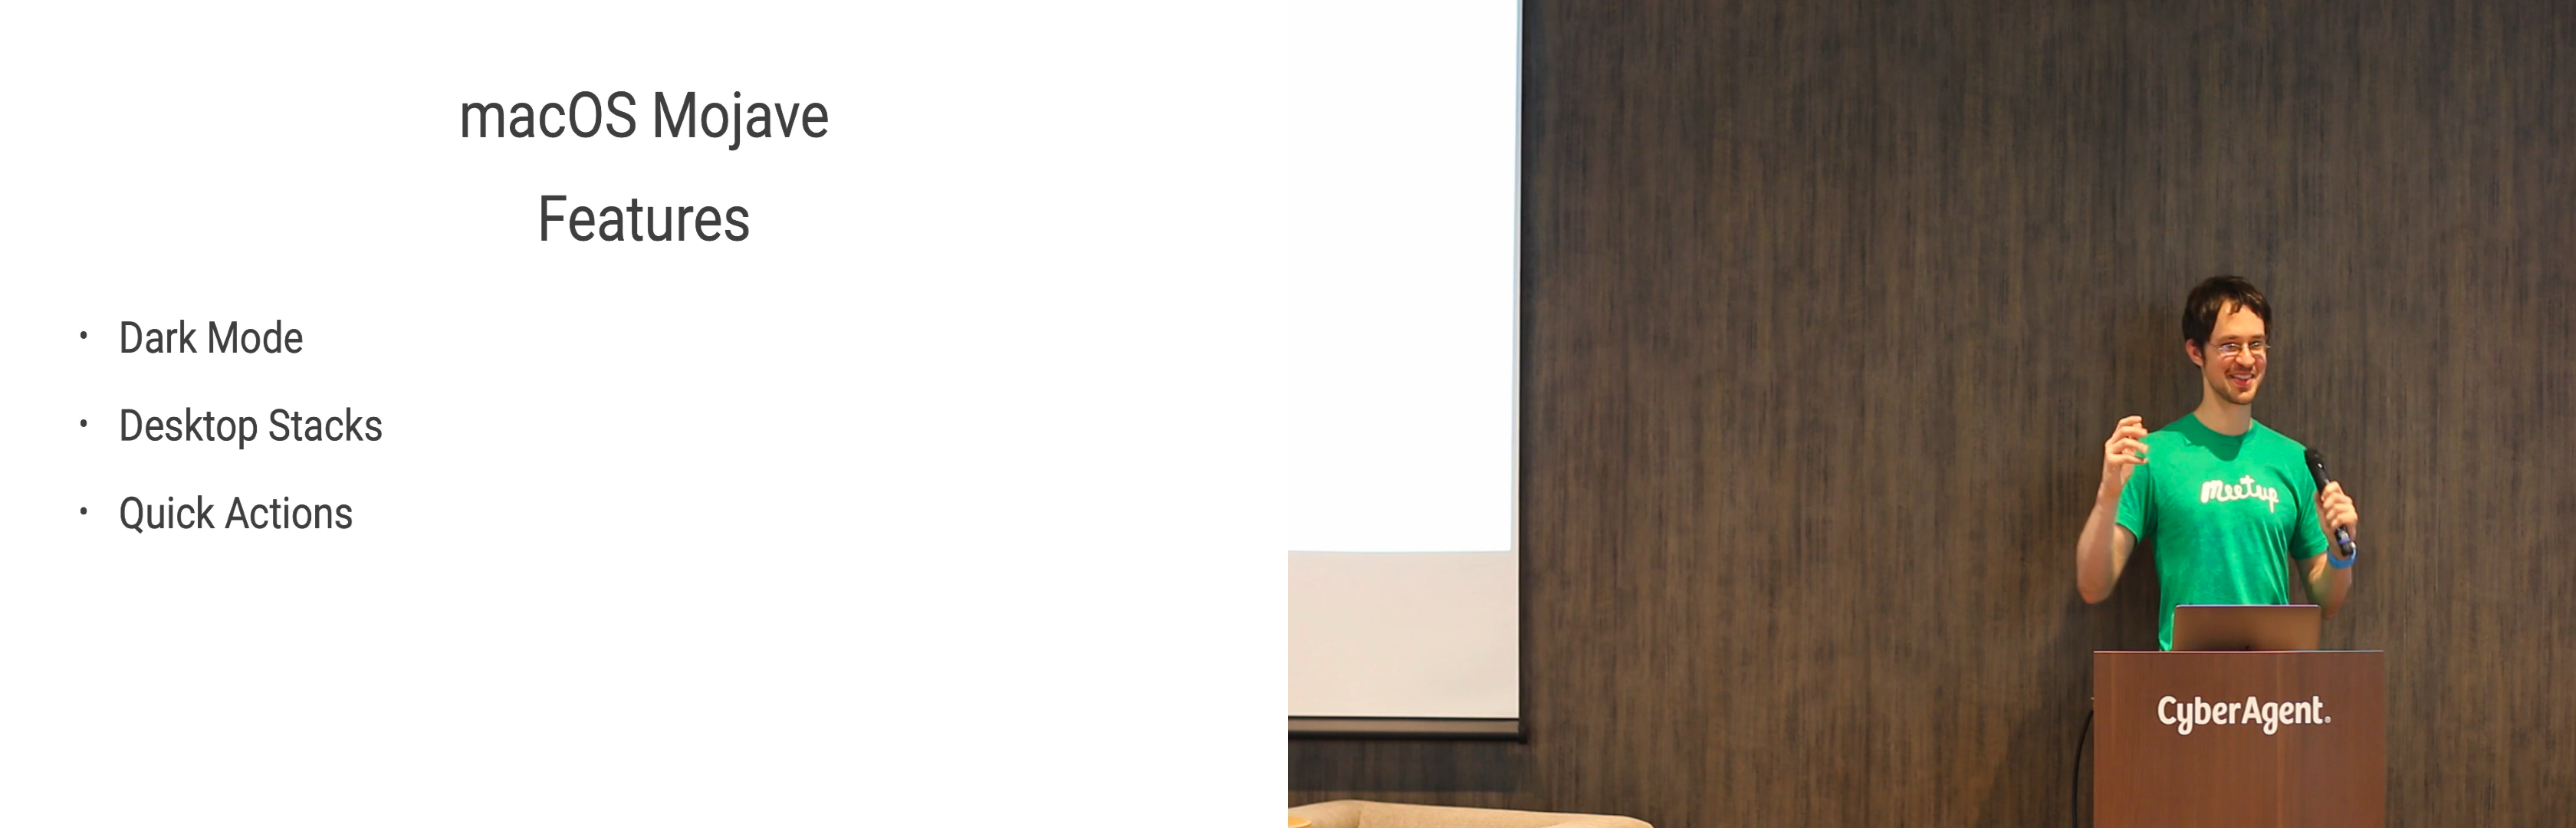 macOS Mojave
Features
• Dark Mode
• Desktop Stacks
• Quick Actions
Meetup
CyberAgent.